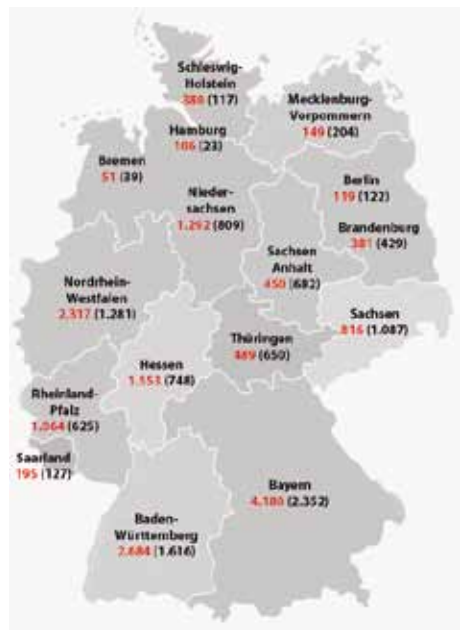 Schleswig-
Holstein
386 (117)
Mecklenburg-
Vorpommern
149 (204)
Hamburg
106 (23)
Bremen
51 (39)
Berlin
119 (122)
Nieder-
sachsen
1.292 (809)
Brandenburg
381 (429)
Sachsen
Anhalt
450 (682)
Nordrhein-
Westfalen
2.317 (1.281)
Sachsen
816 (1.087)
Thüringen
489 (650)
Hessen
1.153 (748)
Rheinland-
Pfalz
1.064 (625)
Saarland
195 (127)
Bayern
4.180 (2.352)
Baden-
Württemberg
2.684 (1.616)